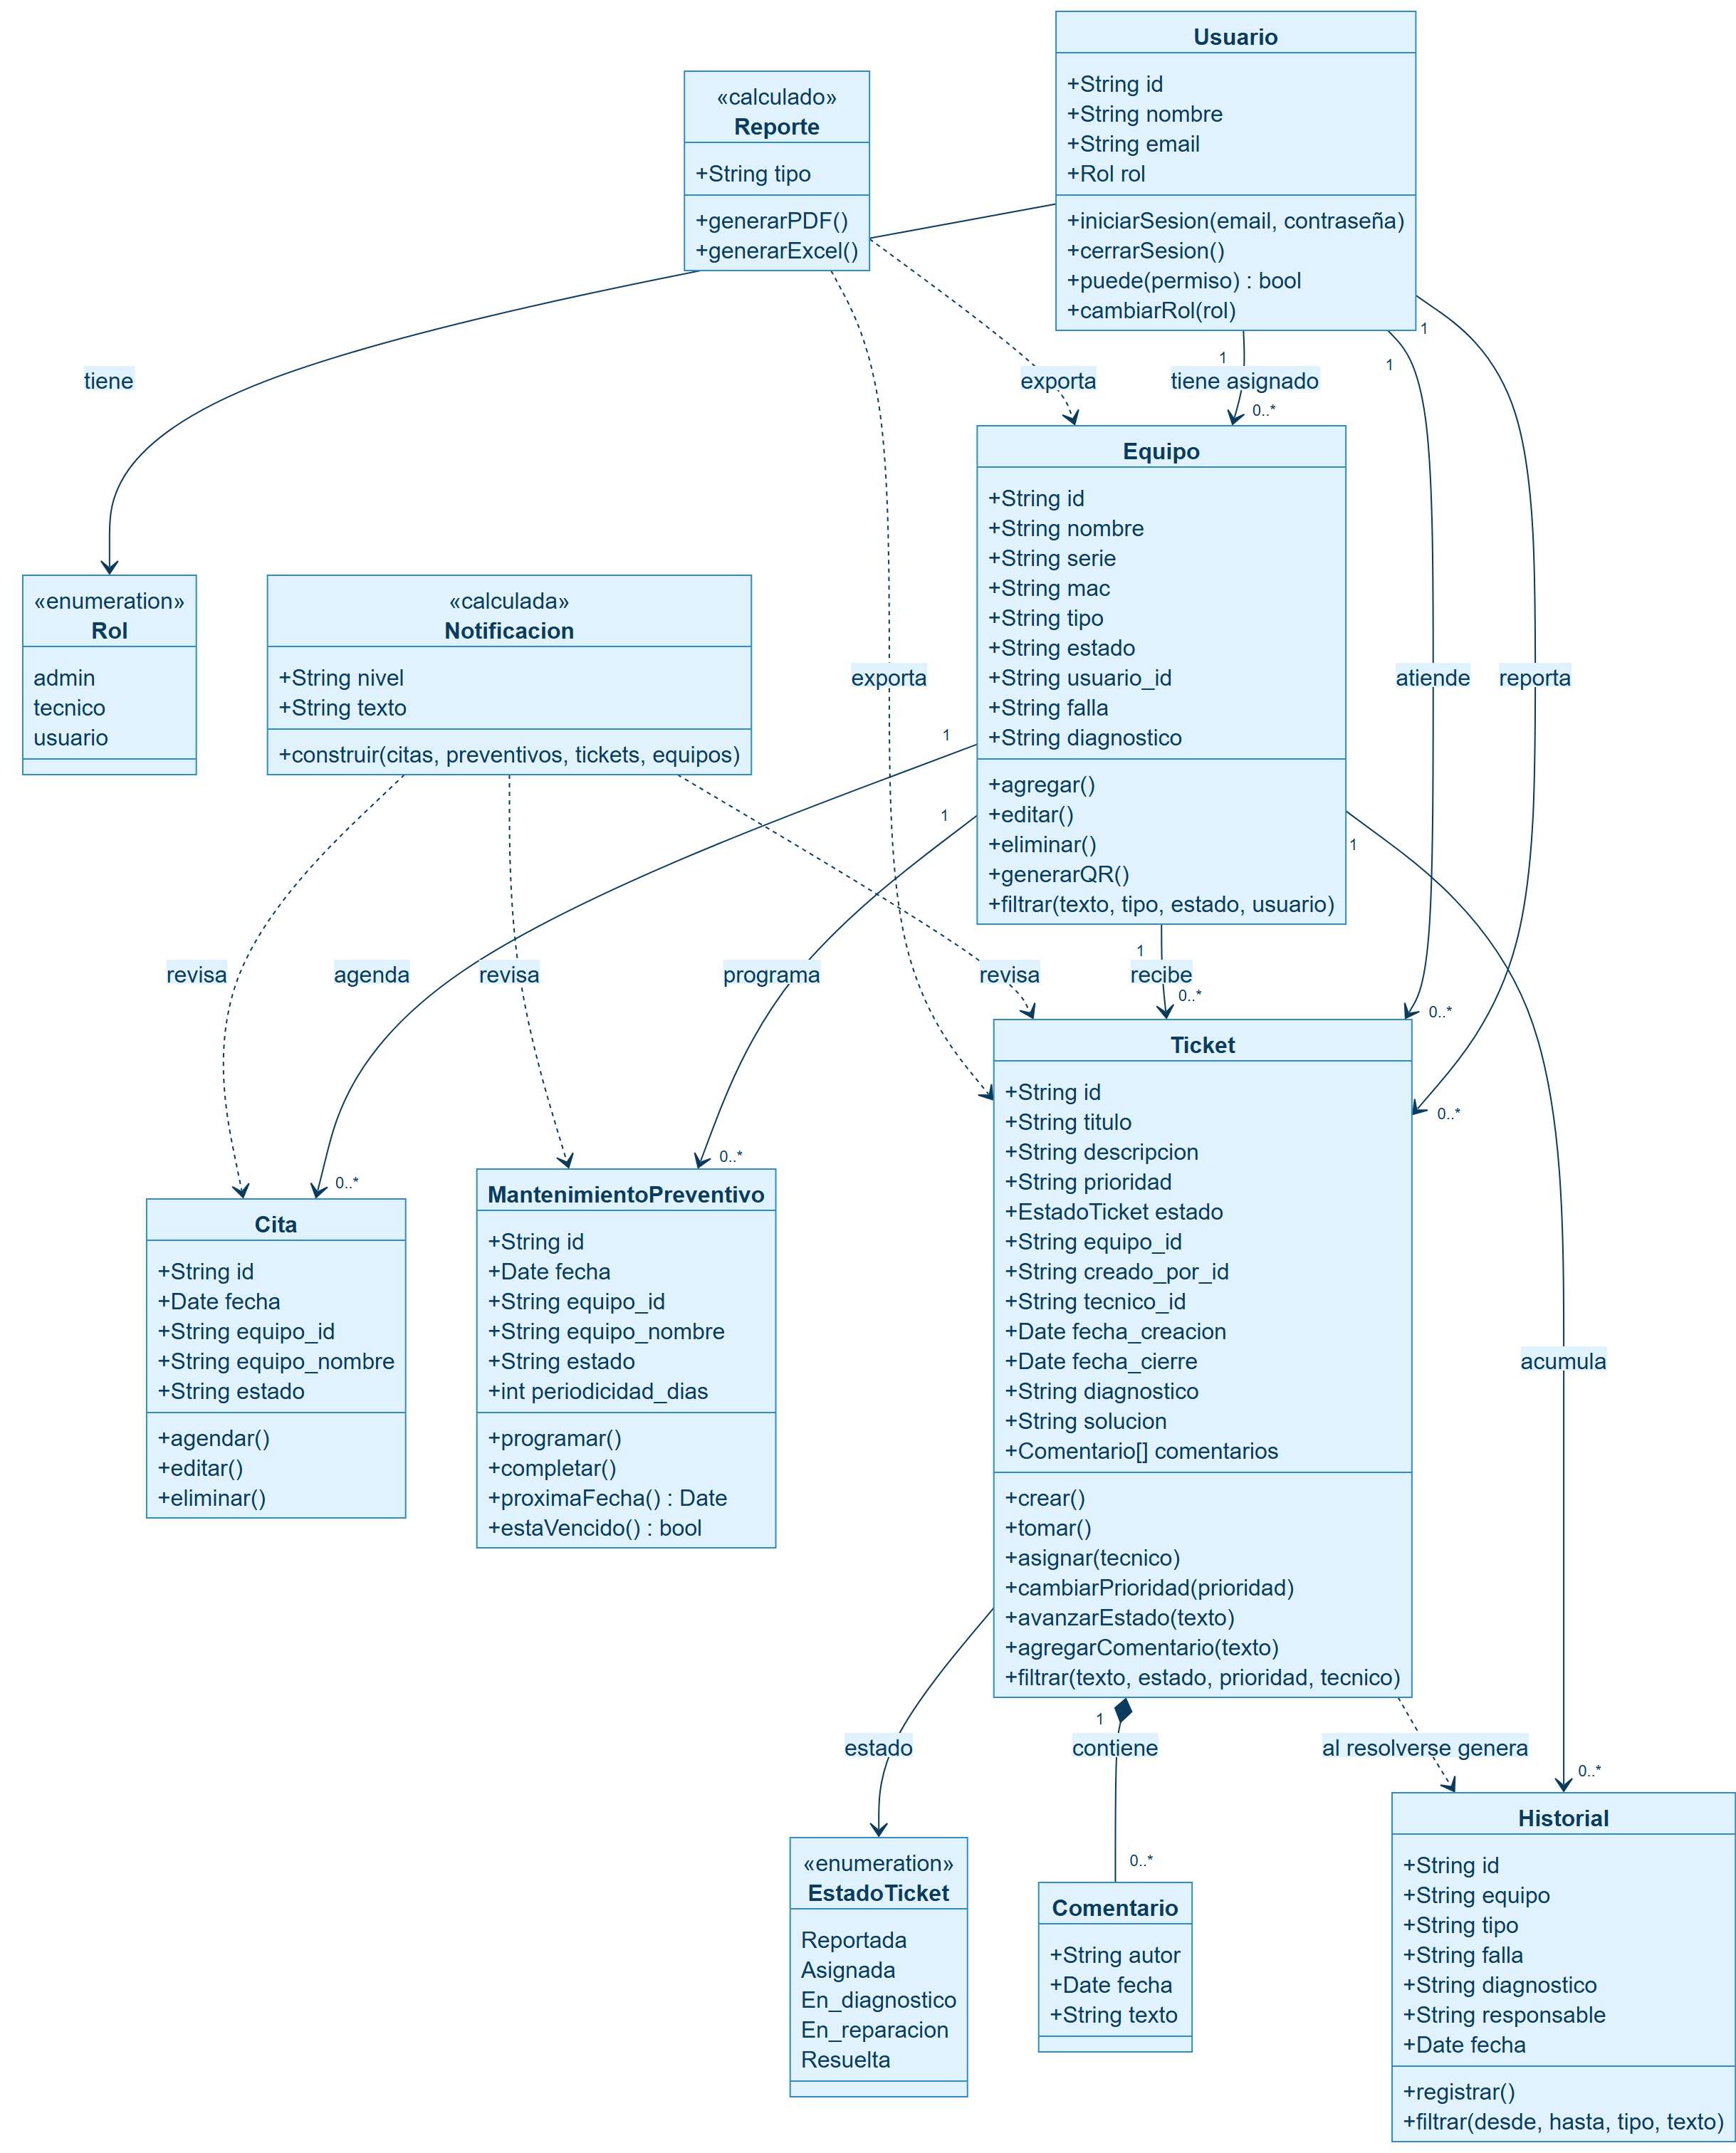 Usuario
+String id
+String nombre
+String email
+Rol rol
+iniciarSesion(email, contraseña)
+cerrarSesion()
+puede(permiso) : bool
+cambiarRol(rol)
«calculado»
Reporte
+String tipo
+generarPDF()
+generarExcel()
1
1
1
tiene
exporta
tiene asignado
0..*
Equipo
+String id
+String nombre
+String serie
+String mac
+String tipo
+String estado
+String usuario_id
+String falla
+String diagnostico
+agregar()
+editar()
+eliminar()
+generarQR()
+filtrar(texto, tipo, estado, usuario)
«enumeration»
Rol
admin
tecnico
usuario
«calculada»
Notificacion
+String nivel
+String texto
+construir(citas, preventivos, tickets, equipos)
exporta
atiende
reporta
1
1
1
1
revisa
agenda
revisa
programa
revisa
recibe
0..*
0..*
0..*
0..*
0..*
Ticket
+String id
+String titulo
+String descripcion
+String prioridad
+EstadoTicket estado
+String equipo_id
+String creado_por_id
+String tecnico_id
+Date fecha_creacion
+Date fecha_cierre
+String diagnostico
+String solucion
+Comentario[] comentarios
+crear()
+tomar()
+asignar(tecnico)
+cambiarPrioridad(prioridad)
+avanzarEstado(texto)
+agregarComentario(texto)
+filtrar(texto, estado, prioridad, tecnico)
Cita
+String id
+Date fecha
+String equipo_id
+String equipo_nombre
+String estado
+agendar()
+editar()
+eliminar()
MantenimientoPreventivo
+String id
+Date fecha
+String equipo_id
+String equipo_nombre
+String estado
+int periodicidad_dias
+programar()
+completar()
+proximaFecha() : Date
+estaVencido() : bool
acumula
1
estado
contiene
al resolverse genera
0..*
0..*
«enumeration»
EstadoTicket
Reportada
Asignada
En_diagnostico
En_reparacion
Resuelta
Comentario
+String autor
+Date fecha
+String texto
Historial
+String id
+String equipo
+String tipo
+String falla
+String diagnostico
+String responsable
+Date fecha
+registrar()
+filtrar(desde, hasta, tipo, texto)